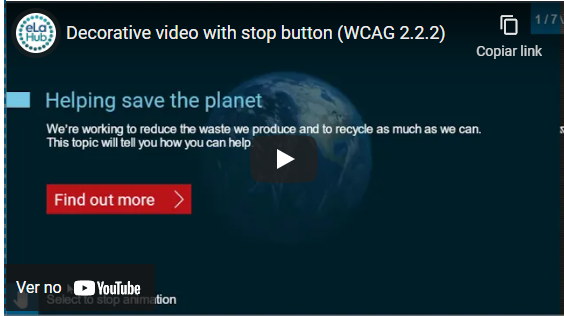 eLa
Hub
Decorative video with stop button (WCAG 2.2.2)
1 / 7
Copiar link
Helping save the planet
We're working to reduce the waste we produce and to recycle as much as we can.
This topic will tell you how you can help
Find out more
Ver no YouTube
Select to stop animation